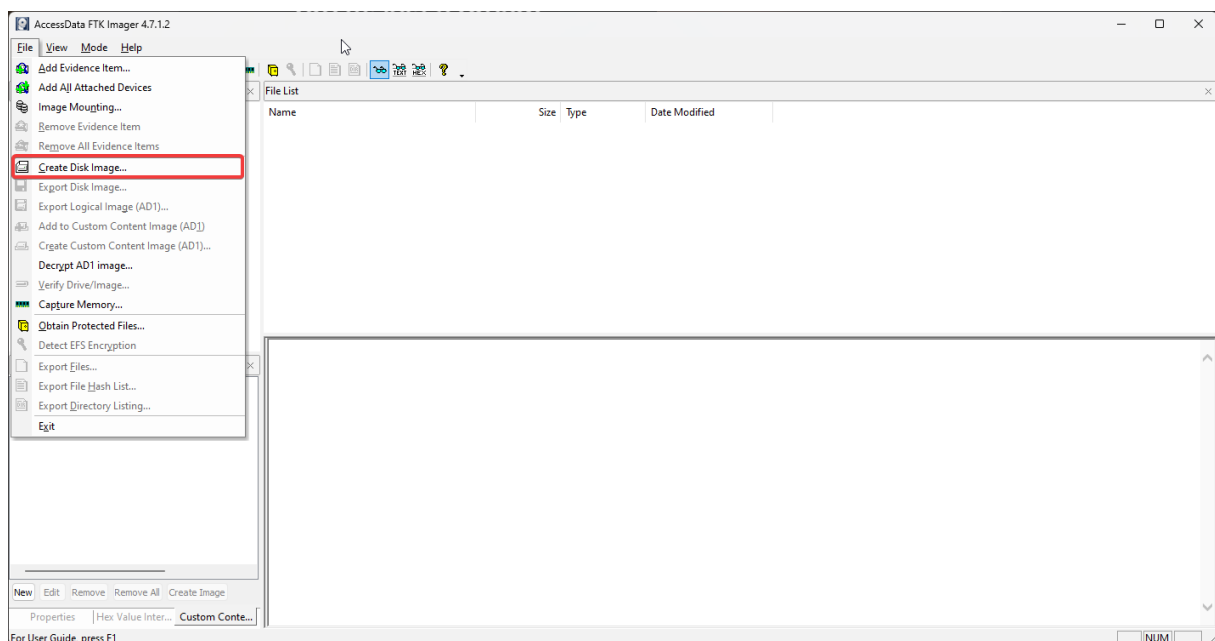 AccessData FTK Imager 4.7.1.2
File View Mode Help
Add Evidence Item...
Add All Attached Devices
Image Mounting...
Remove Evidence Item
Remove All Evidence Items
Create Disk Image...
Export Disk Image...
Export Logical Image (AD1)...
Add to Custom Content Image (AD1)
Create Custom Content Image (AD1)...
Decrypt AD1 image...
Verify Drive/Image...
Capture Memory...
Obtain Protected Files...
Detect EFS Encryption
Export Files...
Export File Hash List...
Export Directory Listing...
Exit
TEXT HEX
File List
Name Size Type Date Modified
New Edit Remove Remove All Create Image
Properties Hex Value Inter... Custom Conte...
For User Guide, press F1
NUM